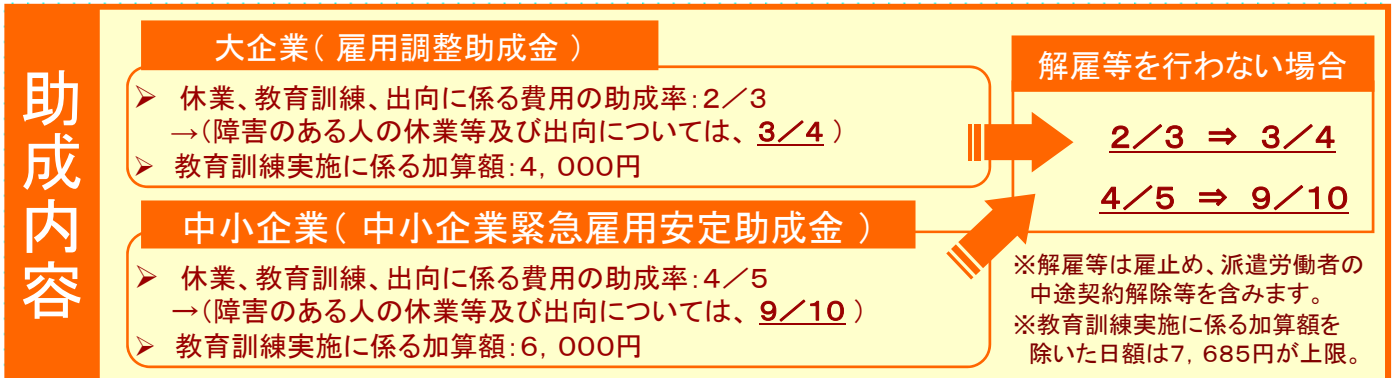 助成内容
大企業( 雇用調整助成金 )
➢ 休業、教育訓練、出向に係る費用の助成率:2/3
→(障害のある人の休業等及び出向については、 3/4 )
➢ 教育訓練実施に係る加算額:4, 000円
中小企業( 中小企業緊急雇用安定助成金 )
➢ 休業、教育訓練、出向に係る費用の助成率:4/5
→(障害のある人の休業等及び出向については、 9/10 )
➢ 教育訓練実施に係る加算額:6, 000円
解雇等を行わない場合
2/3 ⇒ 3/4
4/5 ⇒ 9/10
※解雇等は雇止め、派遣労働者の
中途契約解除等を含みます。
※教育訓練実施に係る加算額を
除いた日額は7, 685円が上限。